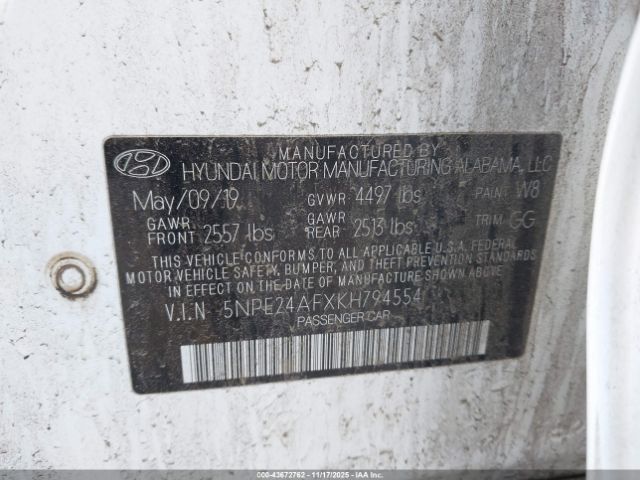 MANUFACTURED BY
HYUNDAI MOTOR MANUFACTURING ALABAMA, LLC
May/09/19 GVWR 4497 lbs PAINT W8
GAWR FRONT 2557 lbs GAWR REAR 2513 lbs TRIM GG
THIS VEHICLE CONFORMS TO ALL APPLICABLE U.S.A. FEDERAL
MOTOR VEHICLE SAFETY, BUMPER, AND THEFT PREVENTION STANDARDS
IN EFFECT ON THE DATE OF MANUFACTURE SHOWN ABOVE.
V.I.N 5NPE24AFXKH794554
PASSENGER CAR
000-43672762 - 11/17/2025 - IAAI.COM